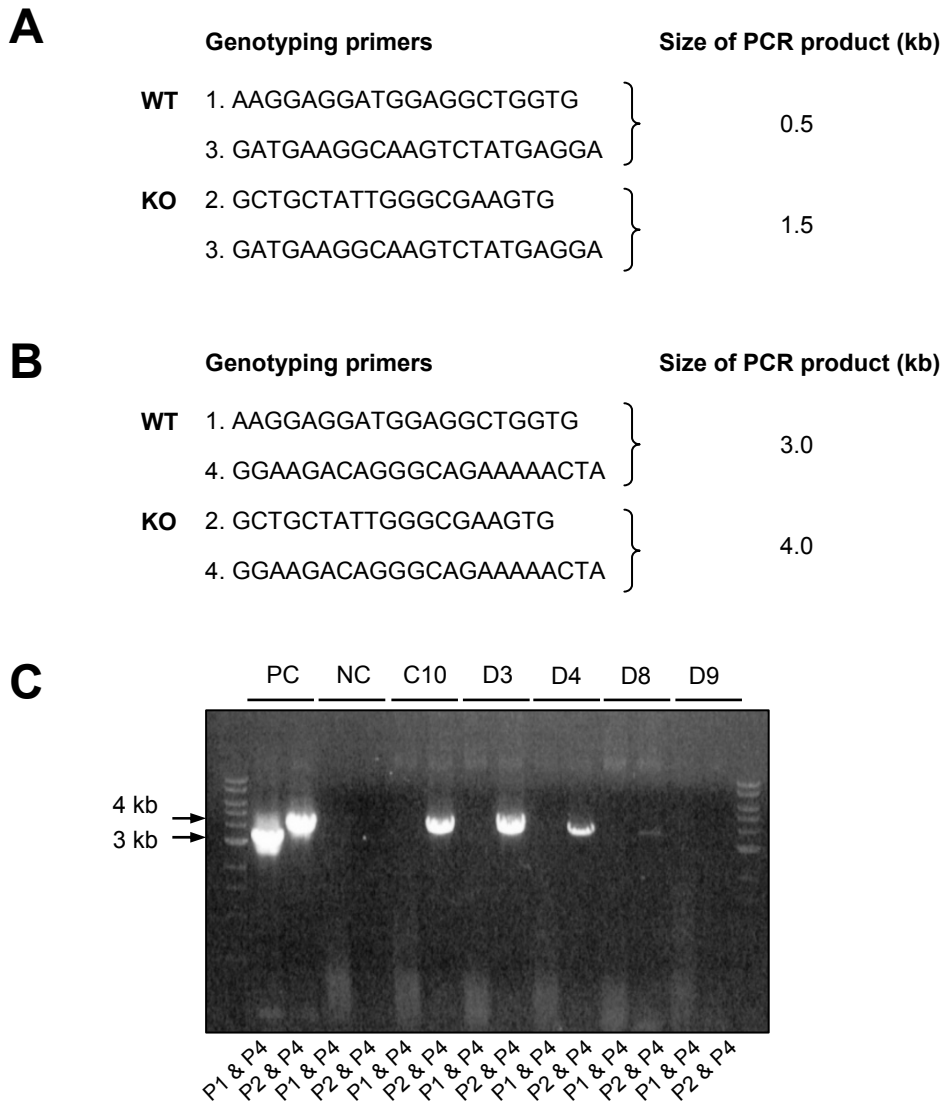 A
Genotyping primers Size of PCR product (kb)
WT 1. AAGGAGGATGGAGGCTGGTG
0.5
3. GATGAAGGCAAGTCTATGAGGA
KO 2. GCTGCTATTGGGCGAAGTG
1.5
3. GATGAAGGCAAGTCTATGAGGA
B
Genotyping primers Size of PCR product (kb)
WT 1. AAGGAGGATGGAGGCTGGTG
3.0
4. GGAAGACAGGGCAGAAAAACTA
KO 2. GCTGCTATTGGGCGAAGTG
4.0
4. GGAAGACAGGGCAGAAAAACTA
C
PC NC C10 D3 D4 D8 D9
4 kb
3 kb
P1 & P4 P2 & P4 P1 & P4 P2 & P4 P1 & P4 P2 & P4 P1 & P4 P2 & P4 P1 & P4 P2 & P4 P1 & P4 P2 & P4 P1 & P4 P2 & P4